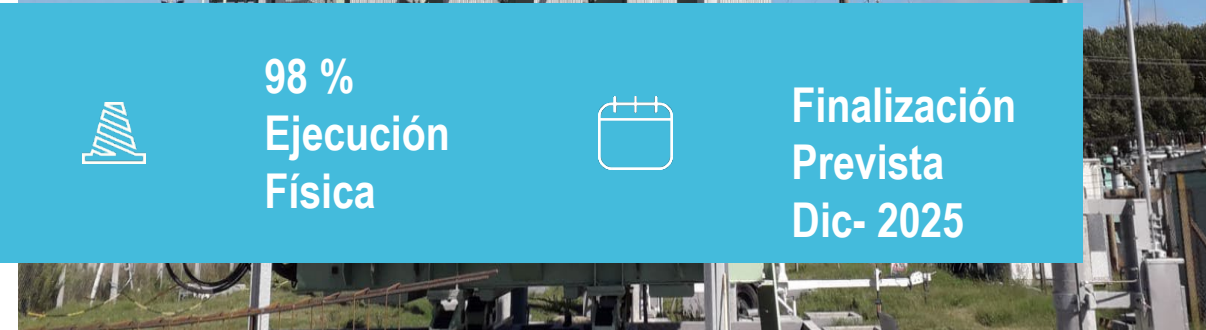 98 %
Ejecución
Física
Finalización
Prevista
Dic- 2025